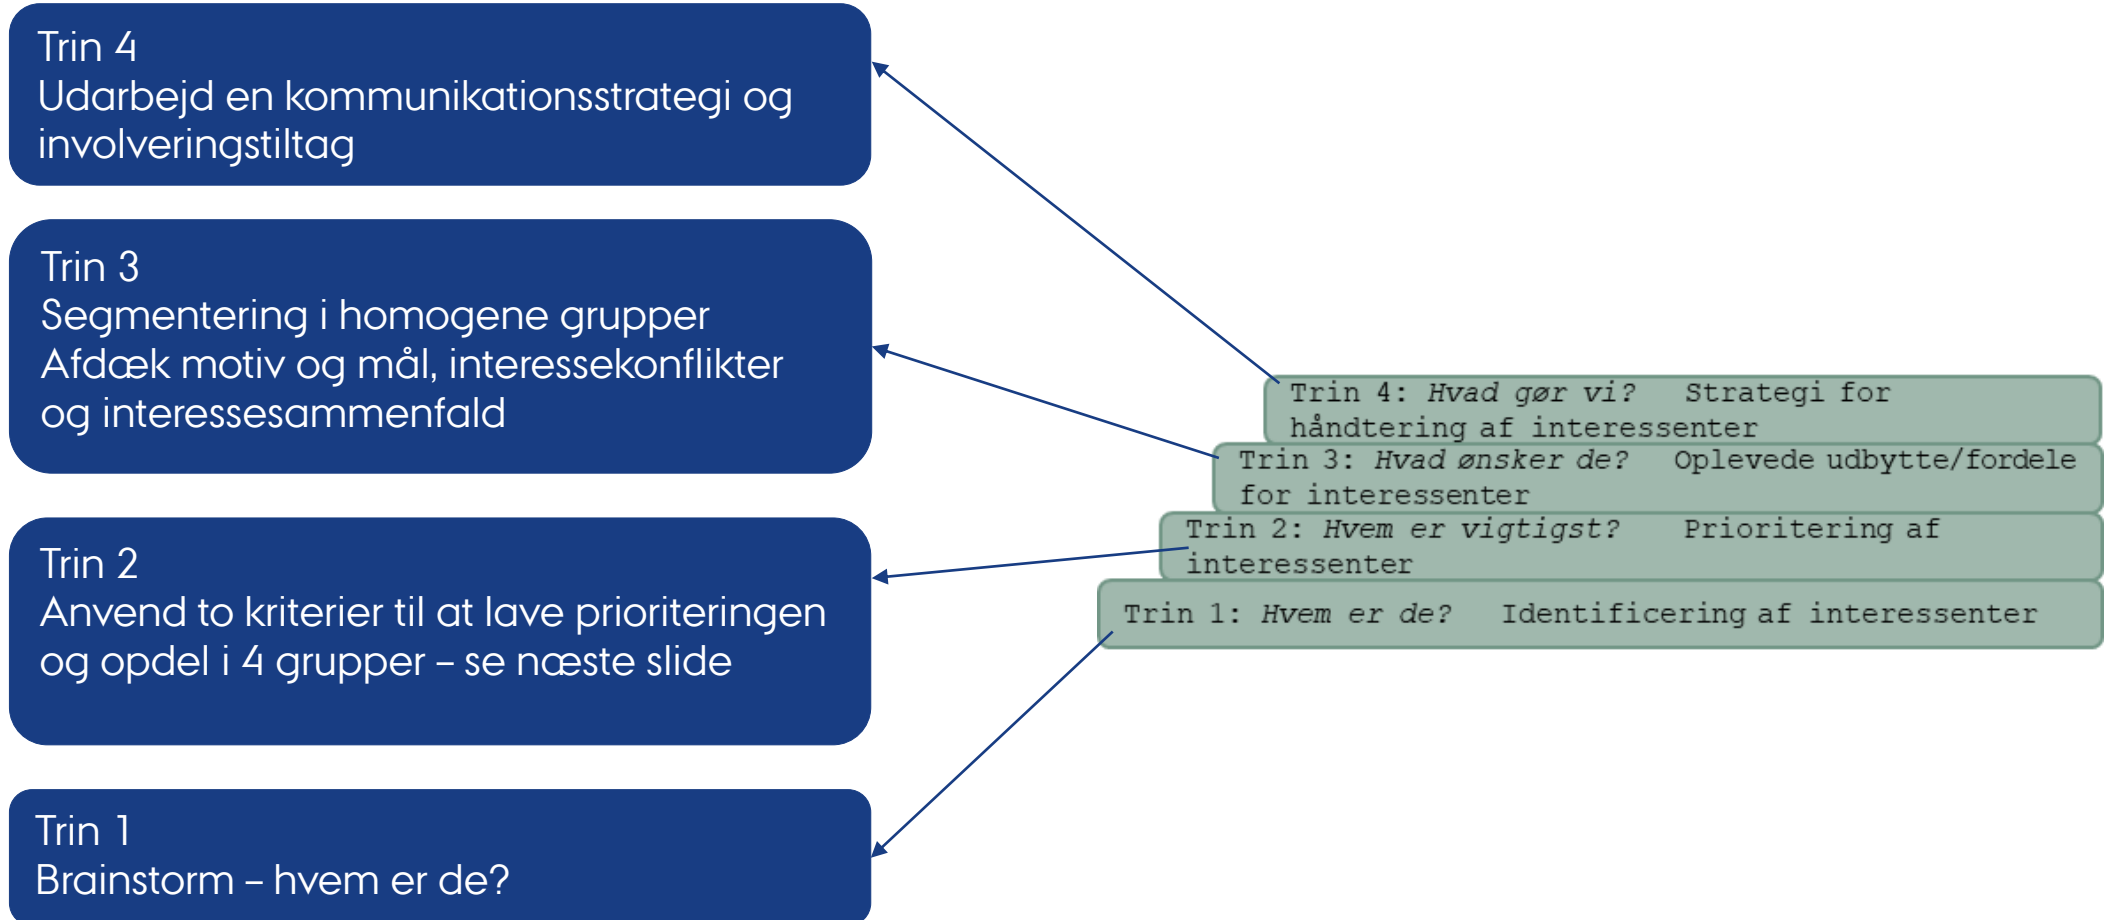 Trin 4
Udarbejd en kommunikationsstrategi og
involveringstiltag
Trin 3
Segmentering i homogene grupper
Afdæk motiv og mål, interessekonflikter
og interessesammenfald
Trin 2
Anvend to kriterier til at lave prioriteringen
og opdel i 4 grupper – se næste slide
Trin 1
Brainstorm – hvem er de?
Trin 4: Hvad gør vi? Strategi for
håndtering af interessenter
Trin 3: Hvad ønsker de? Oplevede udbytte/fordele
for interessenter
Trin 2: Hvem er vigtigst? Prioritering af
interessenter
Trin 1: Hvem er de? Identificering af interessenter